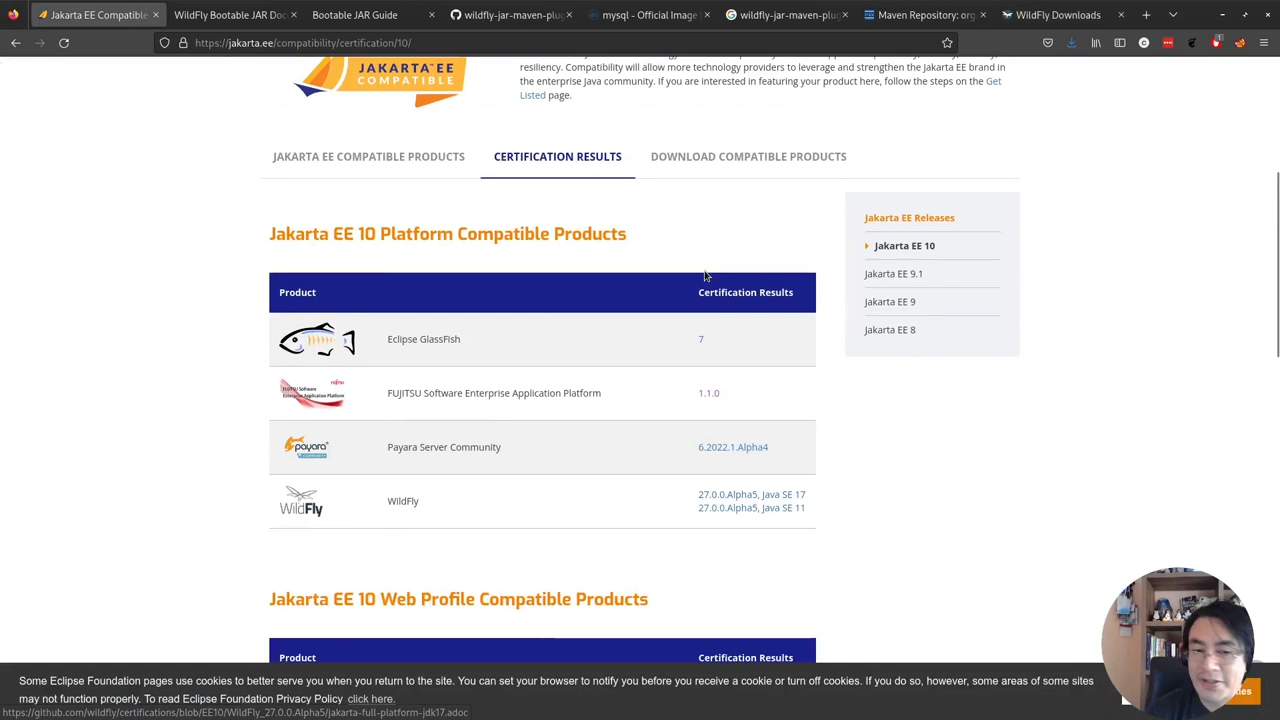 Jakarta EE Compatible
WildFly Bootable JAR Doc
Bootable JAR Guide
wildfly-jar-maven-plug
mysql - Official Image
wildfly-jar-maven-plug
Maven Repository: org
WildFly Downloads
https://jakarta.ee/compatibility/certification/10/
JAKARTA™ EE
COMPATIBLE
resiliency. Compatibility will allow more technology providers to leverage and strengthen the Jakarta EE brand in
the enterprise Java community. If you are interested in featuring your product here, follow the steps on the Get
Listed page.
JAKARTA EE COMPATIBLE PRODUCTS
CERTIFICATION RESULTS
DOWNLOAD COMPATIBLE PRODUCTS
Jakarta EE 10 Platform Compatible Products
Product Certification Results
Eclipse GlassFish 7
FUJITSU Software Enterprise Application Platform 1.1.0
payara
Payara Server Community 6.2022.1.Alpha4
WildFly
WildFly
27.0.0.Alpha5, Java SE 17
27.0.0.Alpha5, Java SE 11
Jakarta EE Releases
Jakarta EE 10
Jakarta EE 9.1
Jakarta EE 9
Jakarta EE 8
Jakarta EE 10 Web Profile Compatible Products
Product Certification Results
Some Eclipse Foundation pages use cookies to better serve you when you return to the site. You can set your browser to notify you before you receive a cookie or turn off cookies. If you do so, however, some areas of some sites
may not function properly. To read Eclipse Foundation Privacy Policy click here.
https://github.com/wildfly/certifications/blob/EE10/WildFly_27.0.0.Alpha5/jakarta-full-platform-jdk17.adoc